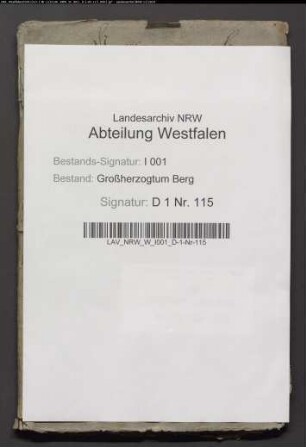 Landesarchiv NRW
Abteilung Westfalen
Bestands-Signatur: I 001
Bestand: Großherzogtum Berg
Signatur: D 1 Nr. 115
LAV_NRW_W_I001_D-1-Nr-115